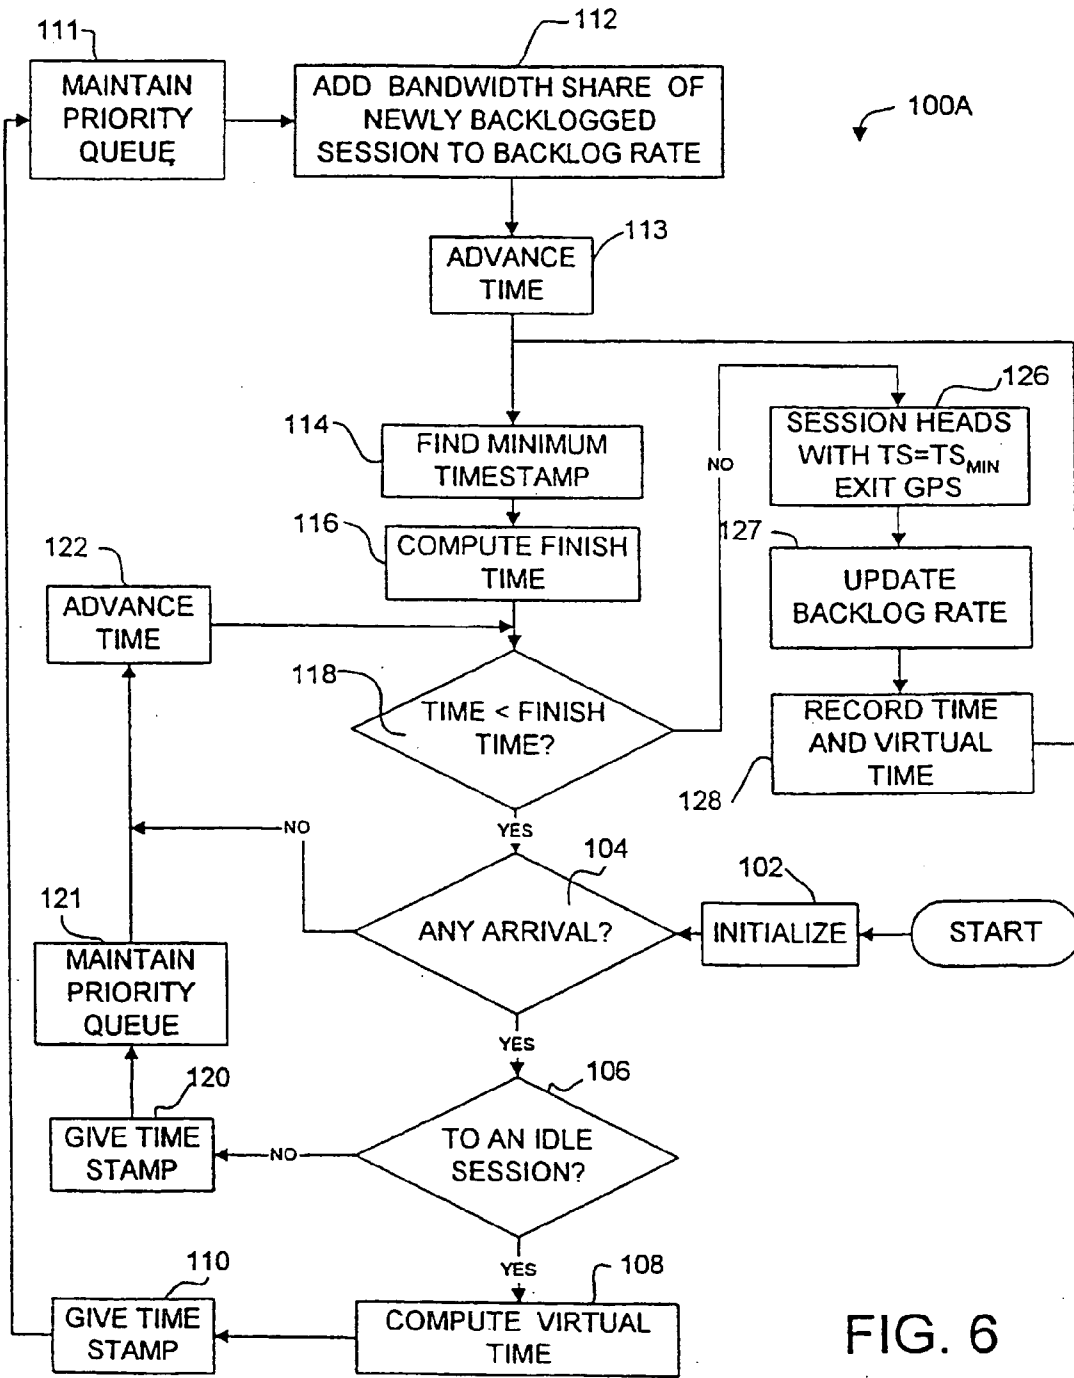 111
MAINTAIN
PRIORITY
QUEUE
112
ADD BANDWIDTH SHARE OF
NEWLY BACKLOGGED
SESSION TO BACKLOG RATE
100A
113
ADVANCE
TIME
114
FIND MINIMUM
TIMESTAMP
NO
126
SESSION HEADS
WITH TS=TSMIN
EXIT GPS
116
COMPUTE FINISH
TIME
127
UPDATE
BACKLOG RATE
122
ADVANCE
TIME
118
TIME < FINISH
TIME?
RECORD TIME
AND VIRTUAL
TIME
128
YES
NO
104
ANY ARRIVAL?
102
INITIALIZE
START
121
MAINTAIN
PRIORITY
QUEUE
YES
106
TO AN IDLE
SESSION?
NO
120
GIVE TIME
STAMP
YES
108
COMPUTE VIRTUAL
TIME
110
GIVE TIME
STAMP
FIG. 6